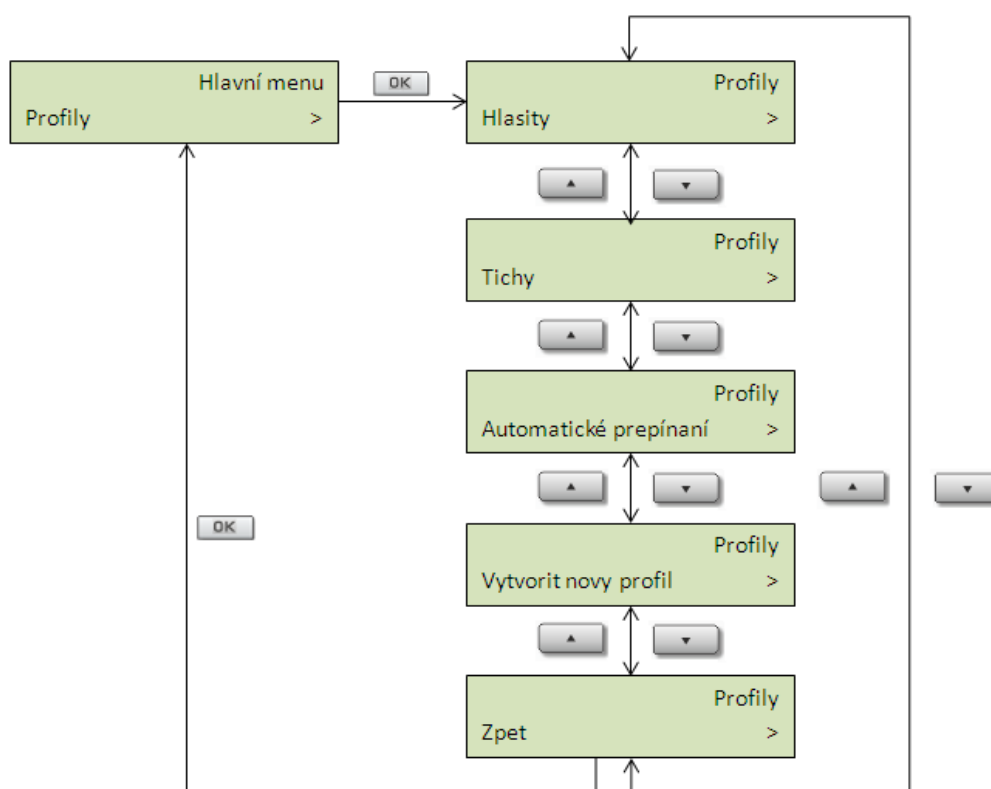 Hlavní menu
Profily >
OK
Profily
Hlasity >
Profily
Tichy >
Profily
Automatické prepínaní >
OK
Profily
Vytvorit novy profil >
Profily
Zpet >